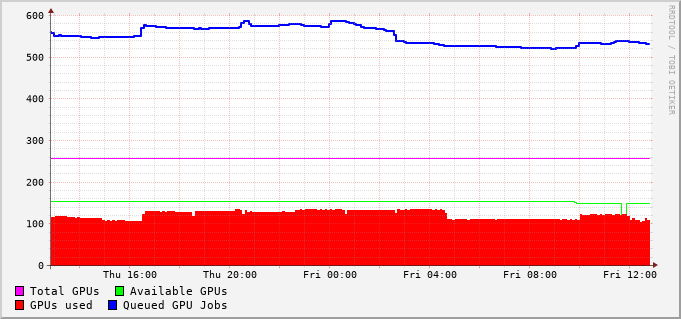 600
500
400
300
200
100
0
Thu 16:00 Thu 20:00 Fri 00:00 Fri 04:00 Fri 08:00 Fri 12:00
Total GPUs Available GPUs
GPUs used Queued GPU Jobs
RRDTOOL / TOBI OETIKER